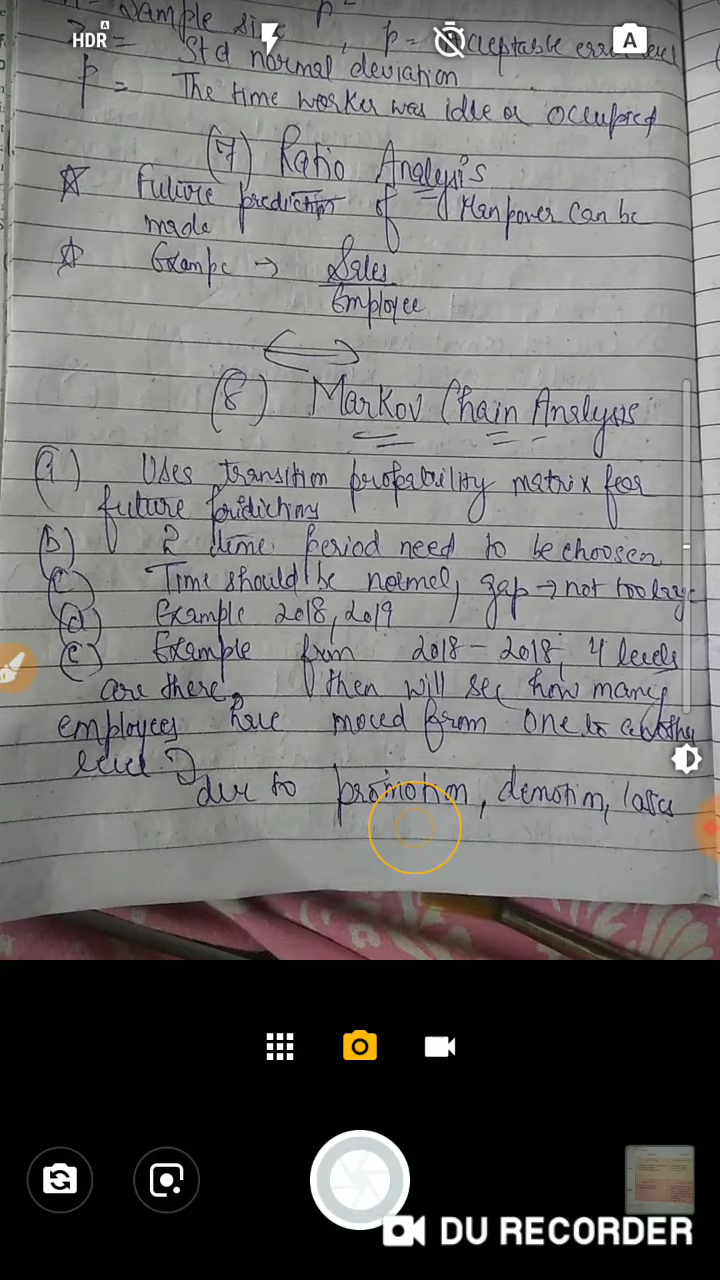 Sample size p²
HDR A
A
Z = Std normal deviation , p = Acceptable error level
p = The time worker was idle or occupied
(7) Ratio Analysis
☆ Future prediction of Manpower can be
made
☆ Exampe → Sales
Employee
(8) Markov Chain Analysis
a) Uses transition probability matrix for
future pridictions
b) 2 time period need to be choosen
c) Time should be normal, gap → not too large
d) Example 2018, 2019
e) Example from 2018 - 2018, 4 levels
are there, then will see how many
employees have moved from one to another
level ?
due to promotion, demotion,
DU RECORDER